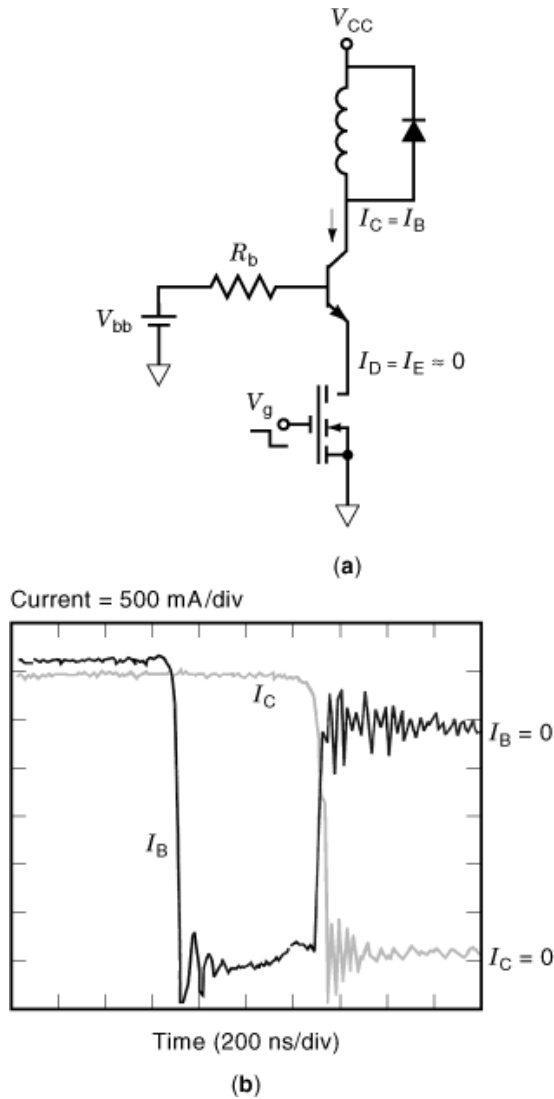 V_CC
I_C = I_B
R_b
V_bb
I_D = I_E ≈ 0
V_g
(a)
Current = 500 mA/div
I_C
I_B = 0
I_B
I_C = 0
Time (200 ns/div)
(b)